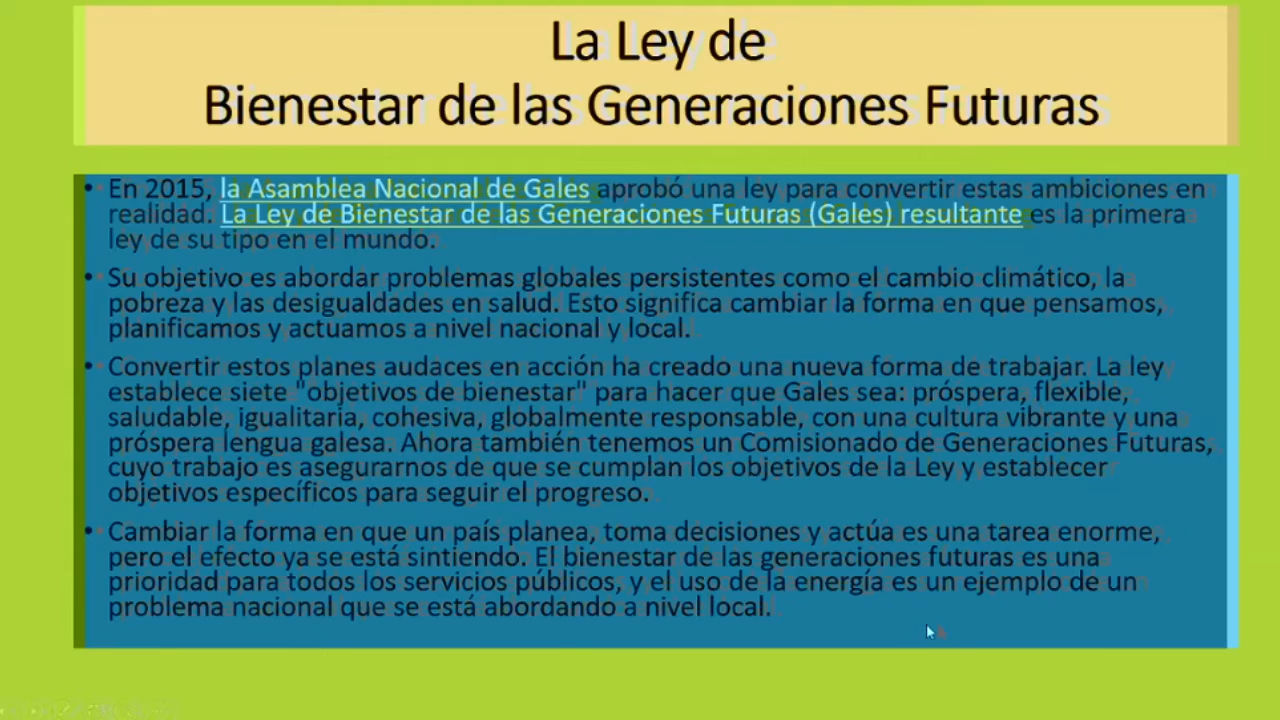 La Ley de
Bienestar de las Generaciones Futuras
• En 2015, la Asamblea Nacional de Gales aprobó una ley para convertir estas ambiciones en
realidad. La Ley de Bienestar de las Generaciones Futuras (Gales) resultante es la primera
ley de su tipo en el mundo.
• Su objetivo es abordar problemas globales persistentes como el cambio climático, la
pobreza y las desigualdades en salud. Esto significa cambiar la forma en que pensamos,
planificamos y actuamos a nivel nacional y local.
• Convertir estos planes audaces en acción ha creado una nueva forma de trabajar. La ley
establece siete "objetivos de bienestar" para hacer que Gales sea: próspera, flexible,
saludable, igualitaria, cohesiva, globalmente responsable, con una cultura vibrante y una
próspera lengua galesa. Ahora también tenemos un Comisionado de Generaciones Futuras,
cuyo trabajo es asegurarnos de que se cumplan los objetivos de la Ley y establecer
objetivos específicos para seguir el progreso.
• Cambiar la forma en que un país planea, toma decisiones y actúa es una tarea enorme,
pero el efecto ya se está sintiendo. El bienestar de las generaciones futuras es una
prioridad para todos los servicios públicos, y el uso de la energía es un ejemplo de un
problema nacional que se está abordando a nivel local.